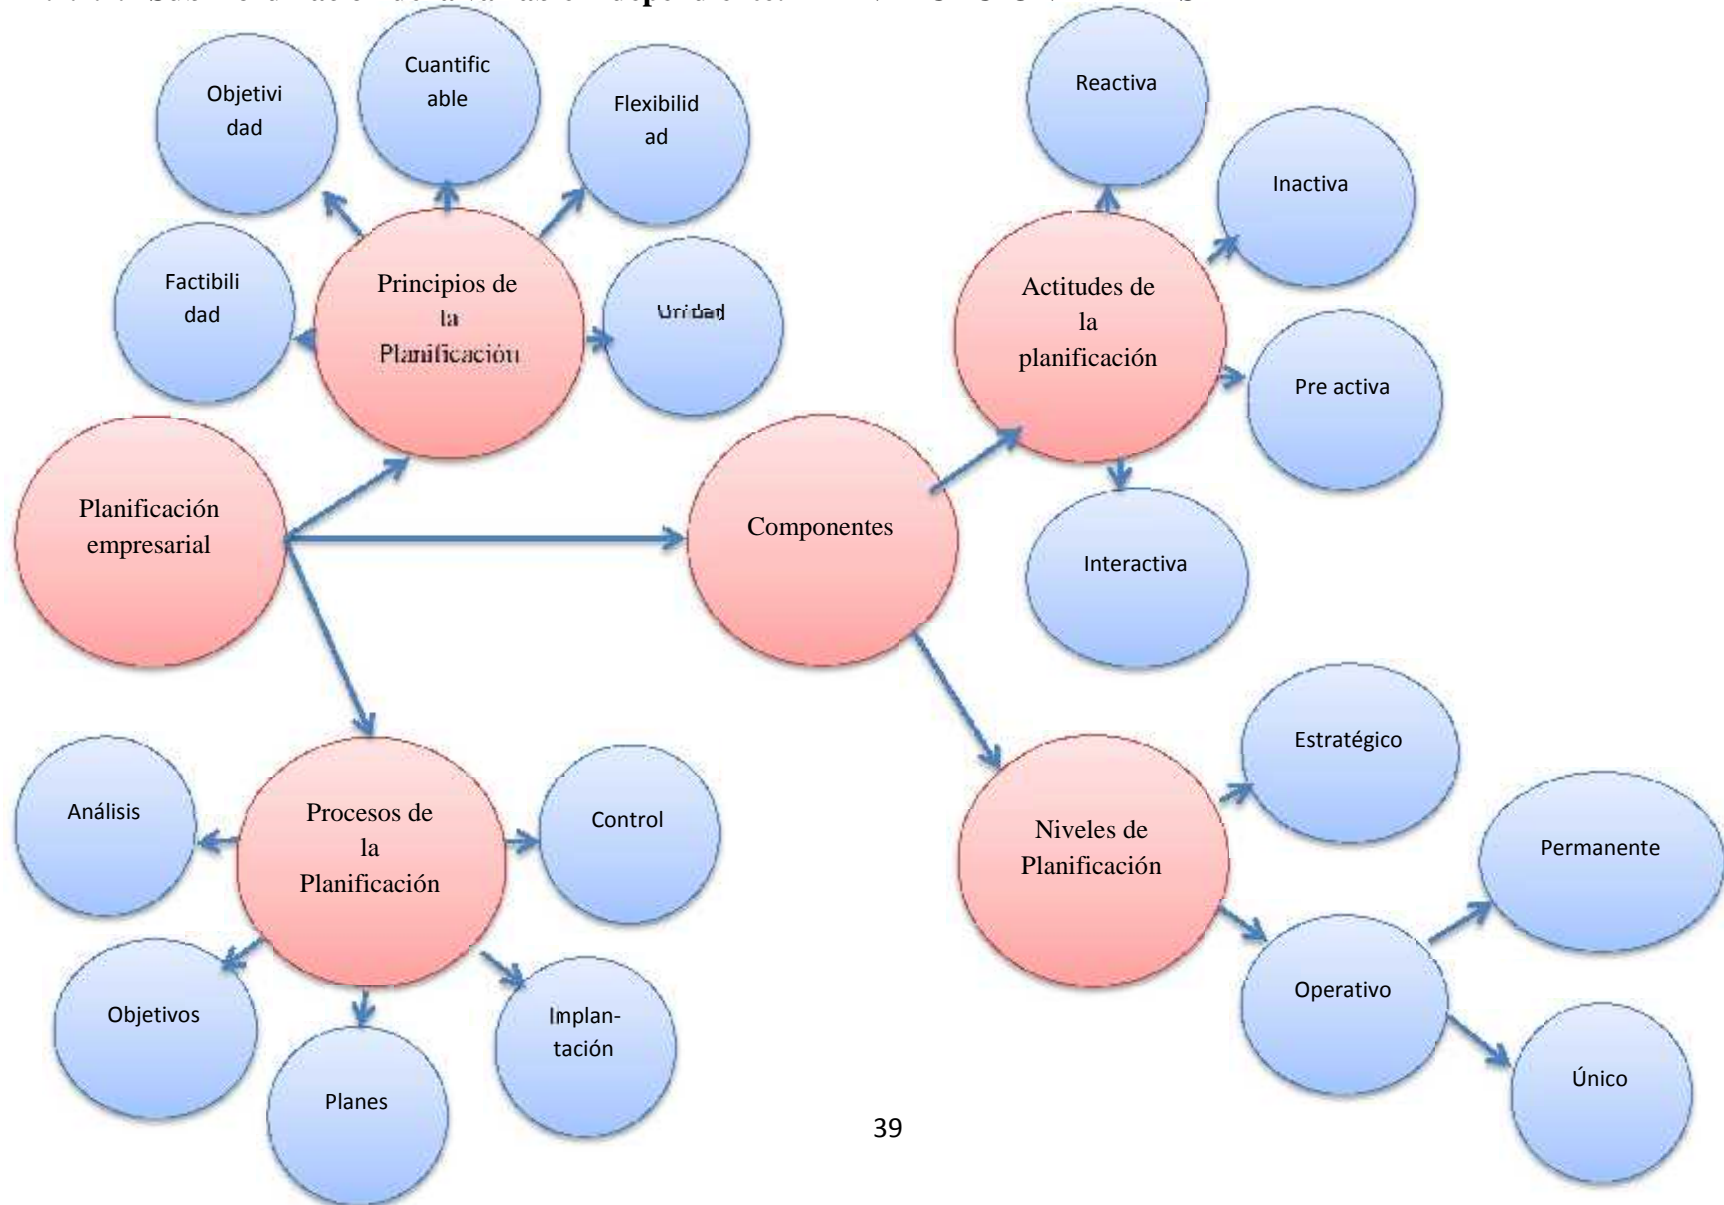 Objetivi
dad
Cuantific
able
Flexibilid
ad
Factibili
dad
Principios de
la
Planificación
Unidad
Reactiva
Inactiva
Actitudes de
la
planificación
Pre activa
Interactiva
Planificación
empresarial
Componentes
Análisis
Procesos de
la
Planificación
Control
Objetivos
Planes
Implan-
tación
Estratégico
Niveles de
Planificación
Permanente
Operativo
Único
39